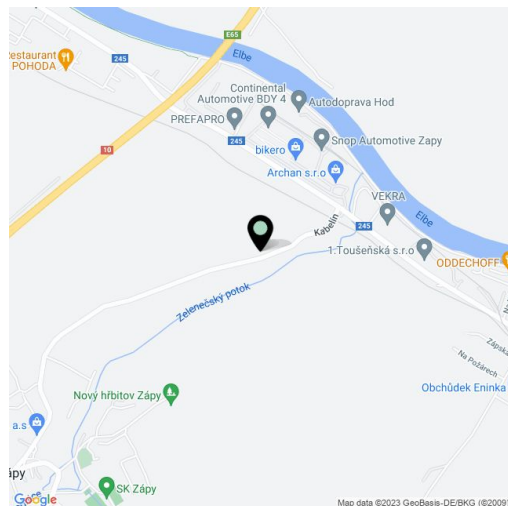 E65
Restaurant
POHODA
245
Elbe
Continental
Automotive BDY 4
Autodoprava Hod
PREFAPRO
Snop Automotive Zapy
245
10
bikero
Archan s.r.o
VEKRA
Elbe
Kabelín
245
1.Toušeňská s.r.o
ODDECHOFF
Zelenečský potok
Zápská
Na Požárech
Nový hřbitov Zápy
Obchůdek Eninka
a.s
ápy
SK Zápy
Google
Map data ©2023 GeoBasis-DE/BKG (©2009)